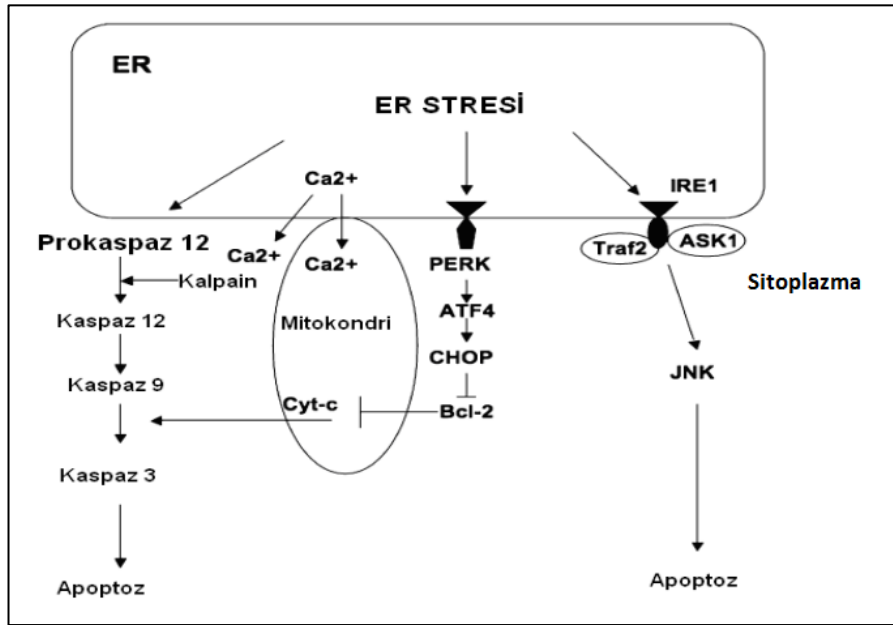 ER
ER STRESİ
Ca2+
IRE1
Prokaspaz 12
Ca2+
Ca2+
PERK
Traf2
ASK1
Kalpain
Sitoplazma
Kaspaz 12
Mitokondri
ATF4
CHOP
Kaspaz 9
JNK
Cyt-c
Bcl-2
Kaspaz 3
Apoptoz
Apoptoz